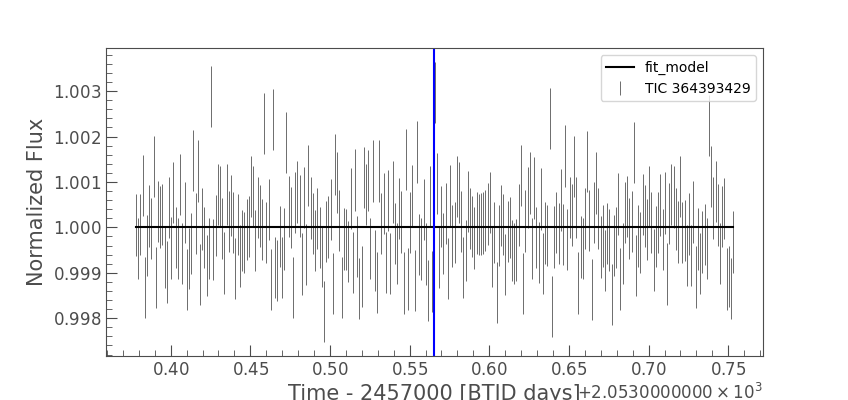 fit_model
TIC 364393429
Normalized Flux
1.003
1.002
1.001
1.000
0.999
0.998
0.40 0.45 0.50 0.55 0.60 0.65 0.70 0.75
Time - 2457000 [BTJD days]
+2.0530000000 × 10³